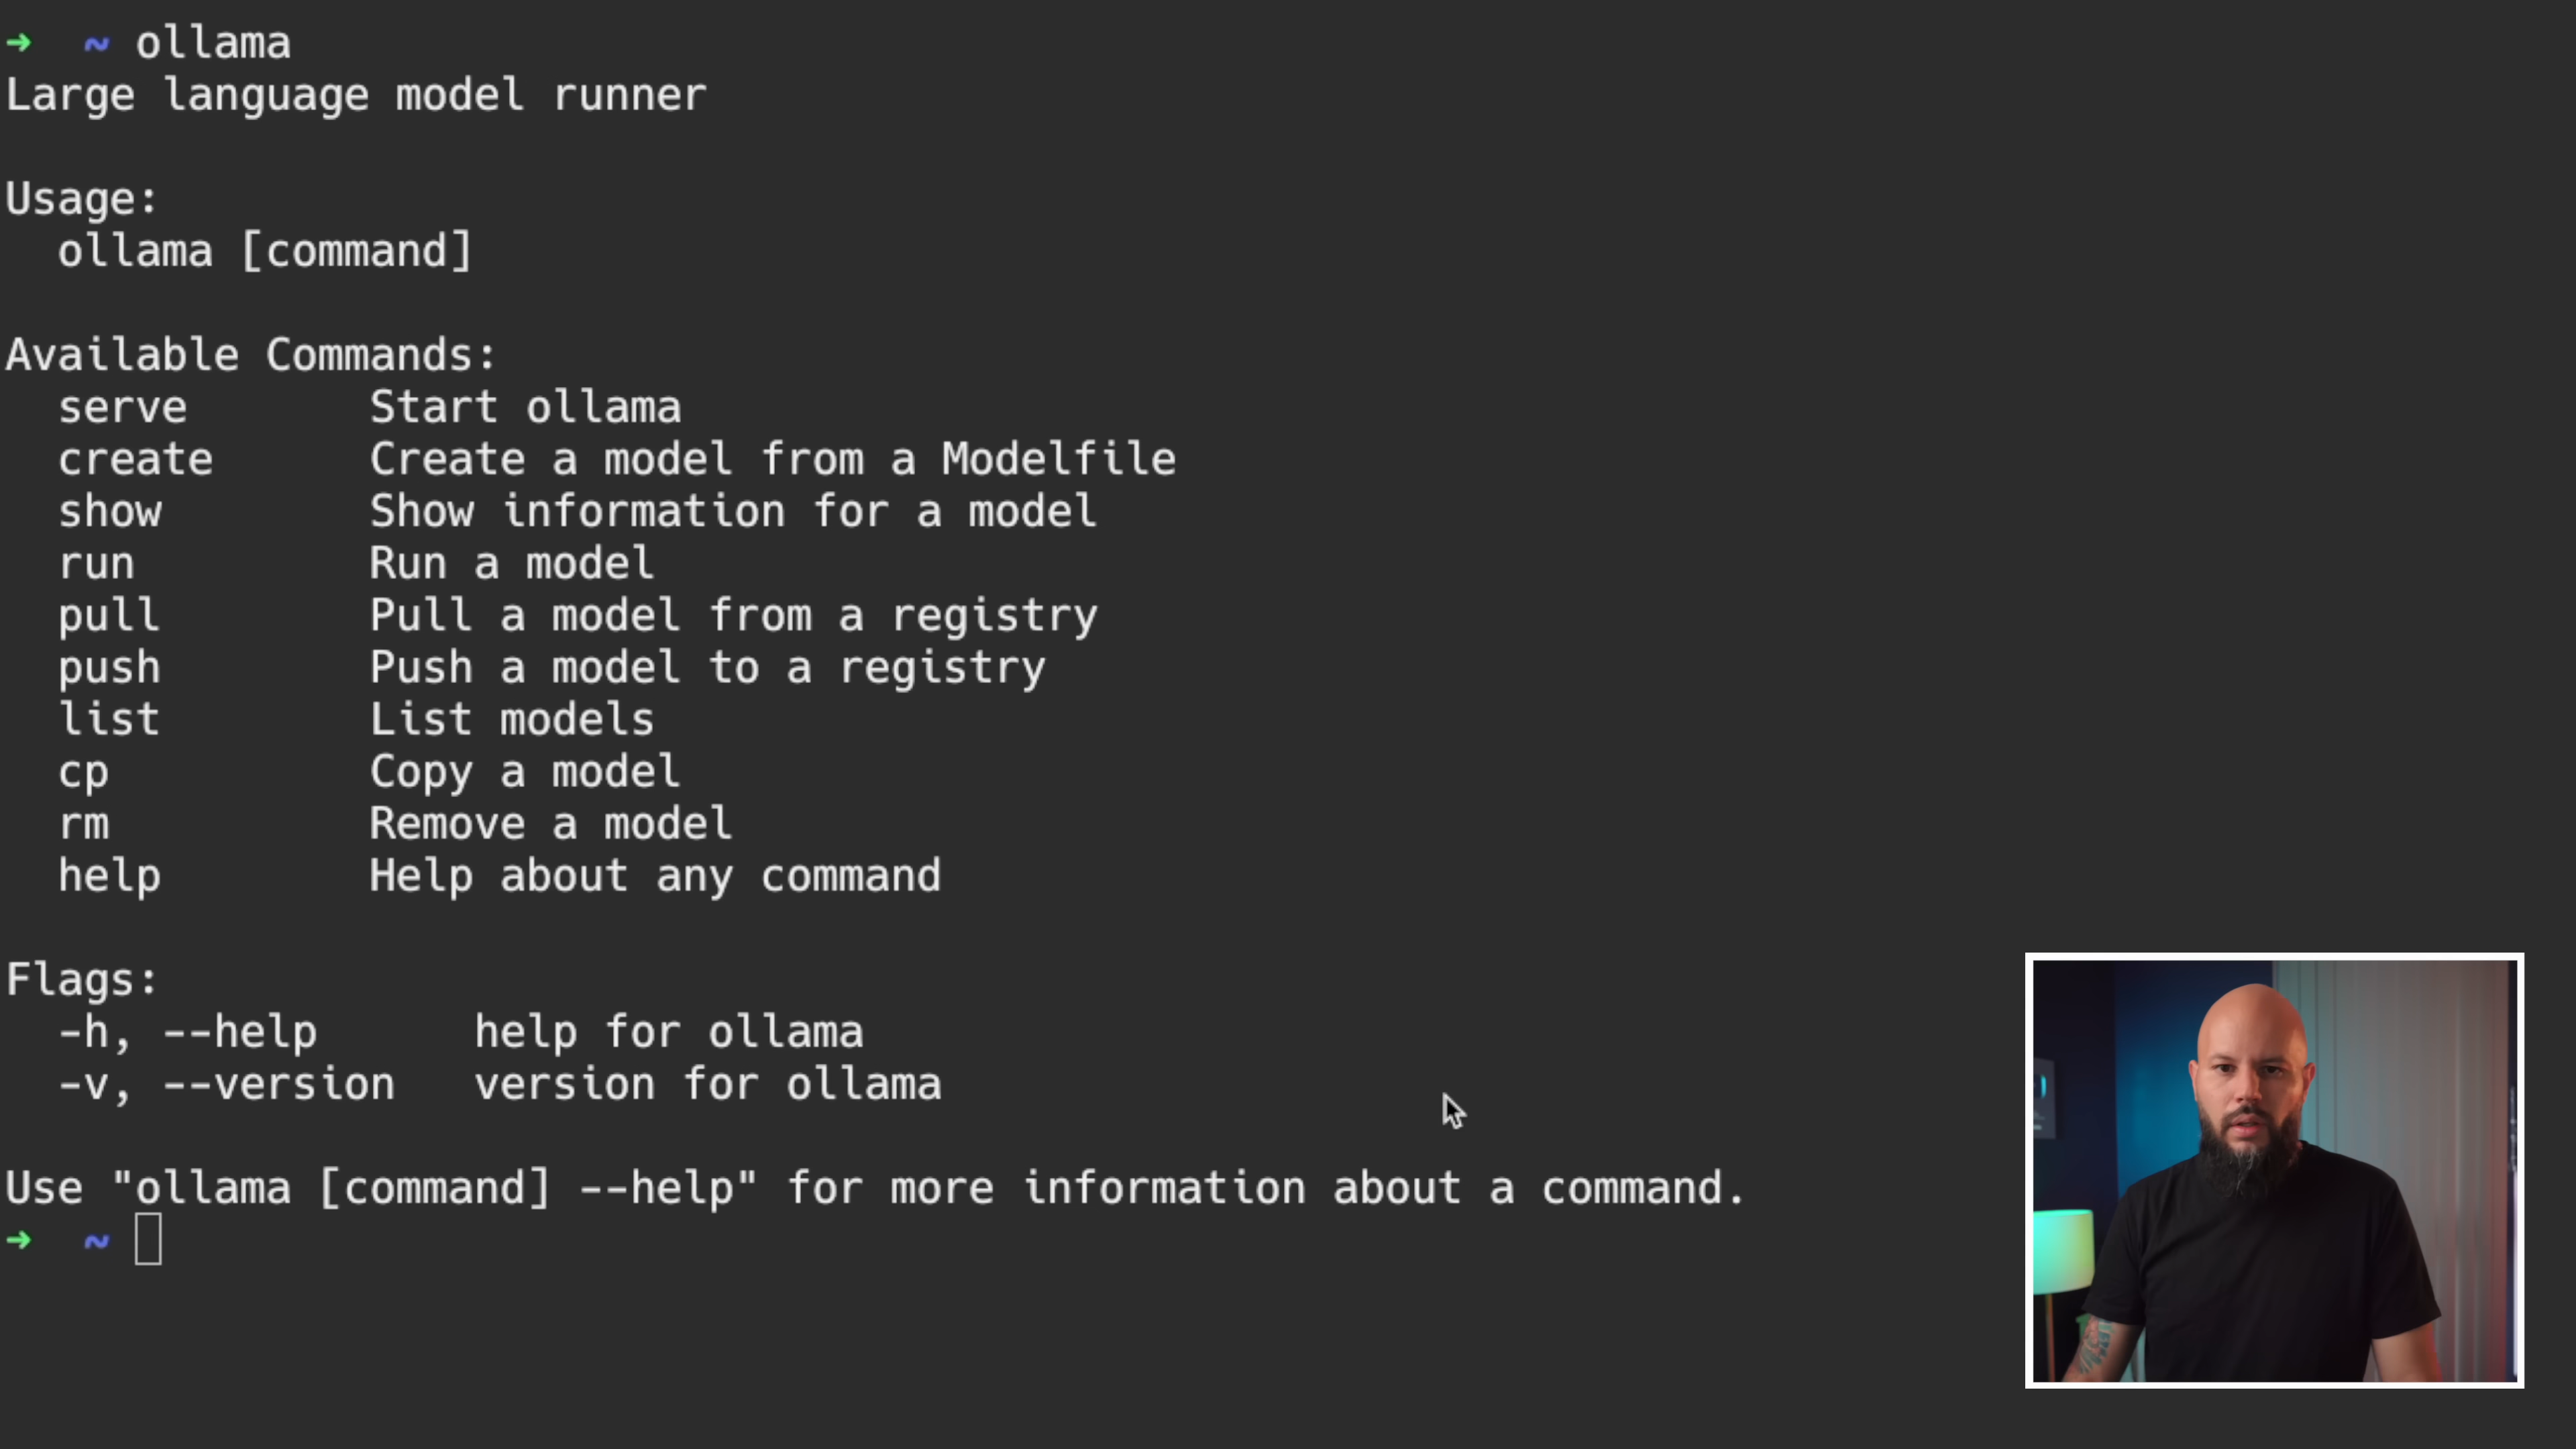 ➜ ~ ollama
Large language model runner
Usage:
ollama [command]
Available Commands:
serve Start ollama
create Create a model from a Modelfile
show Show information for a model
run Run a model
pull Pull a model from a registry
push Push a model to a registry
list List models
cp Copy a model
rm Remove a model
help Help about any command
Flags:
-h, --help help for ollama
-v, --version version for ollama
Use "ollama [command] --help" for more information about a command.
➜ ~